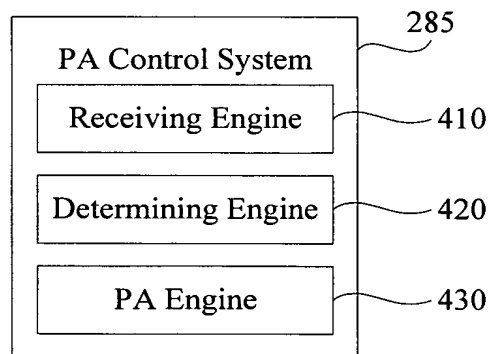 285
PA Control System
Receiving Engine
410
Determining Engine
420
PA Engine
430